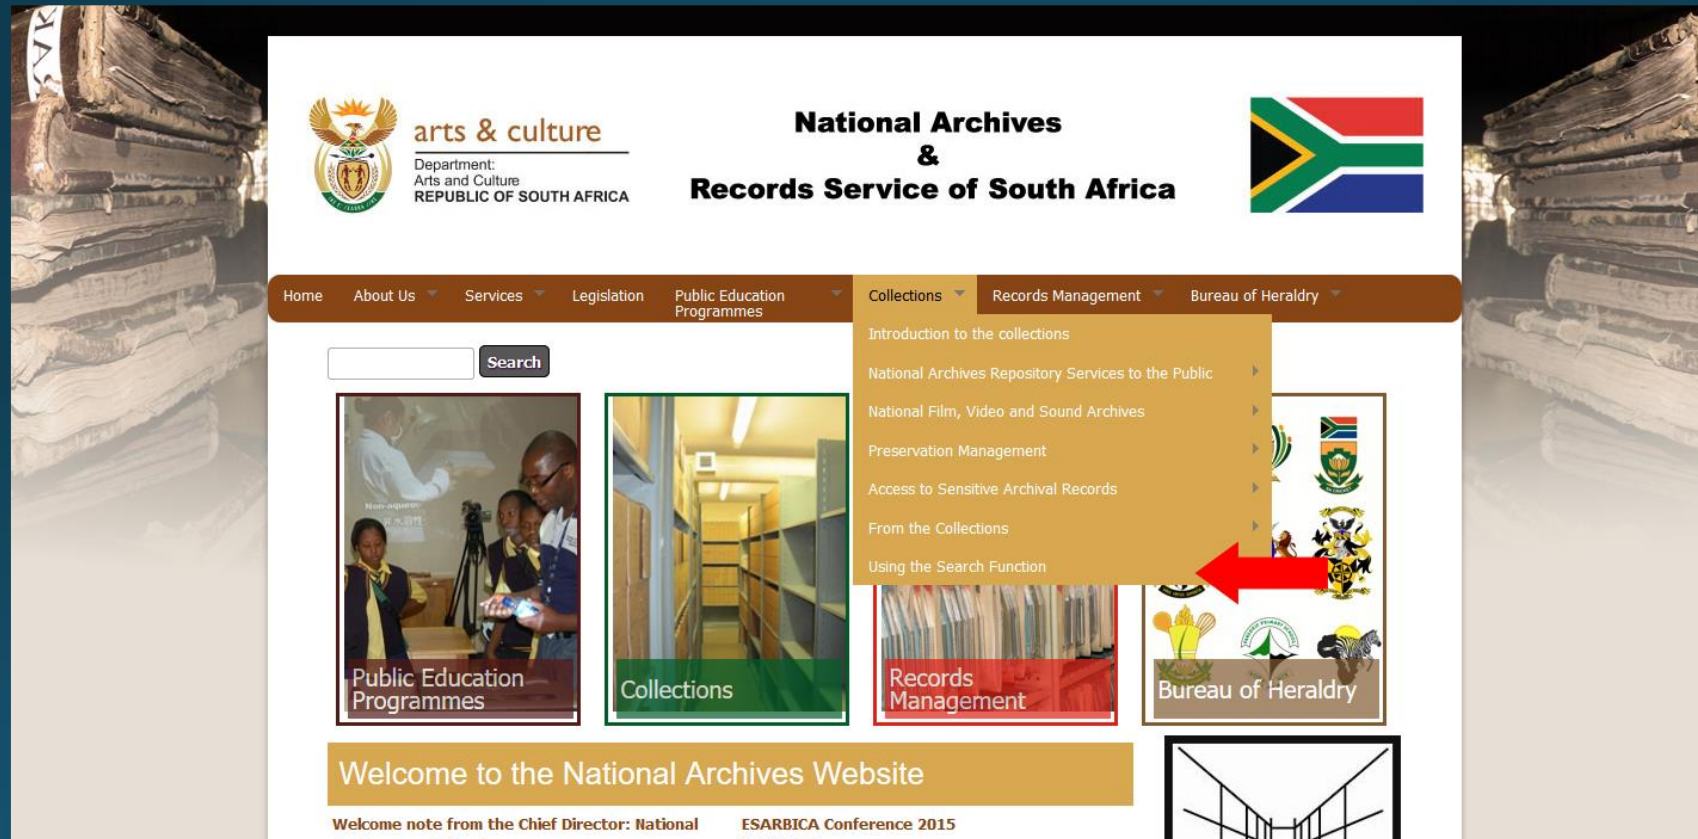 arts & culture
Department:
Arts and Culture
REPUBLIC OF SOUTH AFRICA
National Archives
&
Records Service of South Africa
Home
About Us
Services
Legislation
Public Education
Programmes
Collections
Records Management
Bureau of Heraldry
Introduction to the collections
National Archives Repository Services to the Public
National Film, Video and Sound Archives
Preservation Management
Access to Sensitive Archival Records
From the Collections
Using the Search Function
Search
Non-aqueous
Public Education
Programmes
Collections
Records
Management
Bureau of Heraldry
Welcome to the National Archives Website
Welcome note from the Chief Director: National
ESARBICA Conference 2015